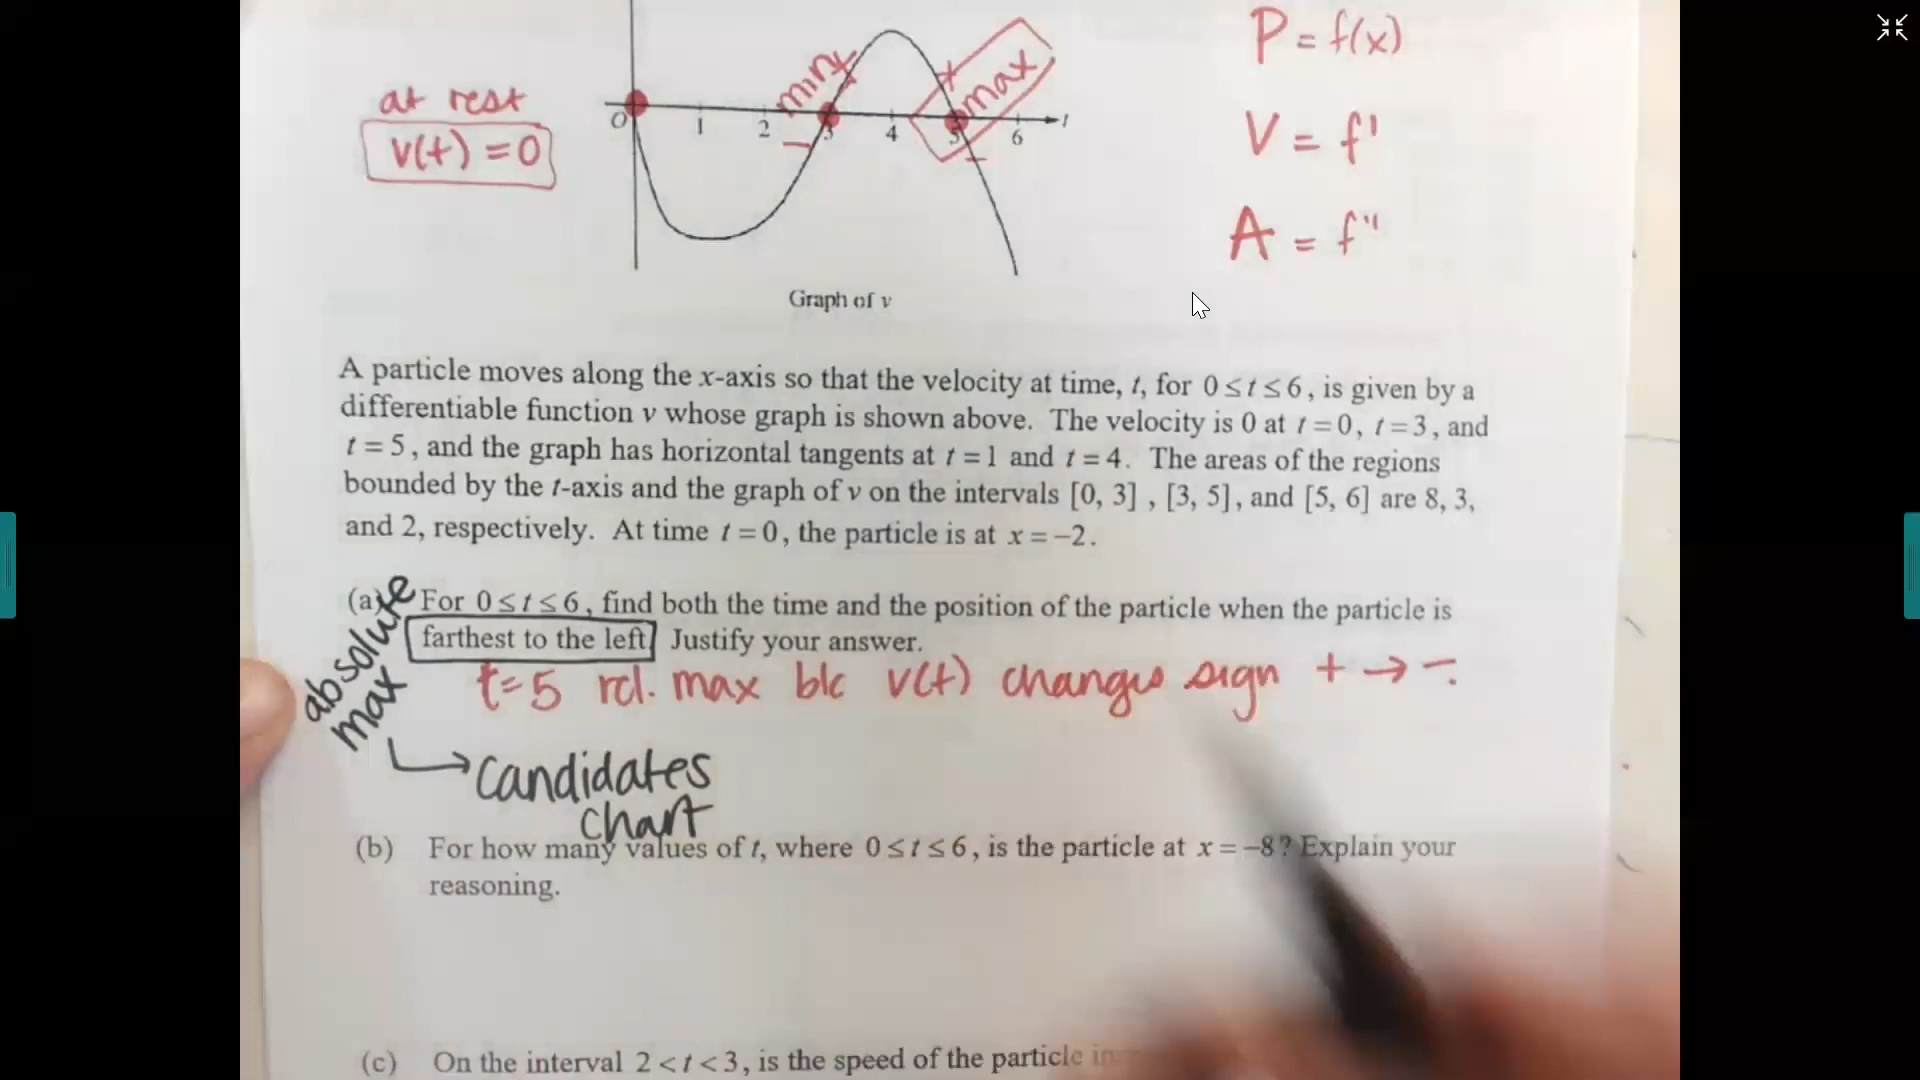 P = f(x)
min
max
at rest
v(t) = 0
O 1 2 3 4 5 6 t
V = f'
A = f"
Graph of v
A particle moves along the x-axis so that the velocity at time, t, for 0 ≤ t ≤ 6, is given by a
differentiable function v whose graph is shown above. The velocity is 0 at t = 0, t = 3, and
t = 5, and the graph has horizontal tangents at t = 1 and t = 4. The areas of the regions
bounded by the t-axis and the graph of v on the intervals [0, 3], [3, 5], and [5, 6] are 8, 3,
and 2, respectively. At time t = 0, the particle is at x = -2.
(a) For 0 ≤ t ≤ 6, find both the time and the position of the particle when the particle is
farthest to the left. Justify your answer.
absolute
max
t = 5 rel. max b/c v(t) changes sign + → -.
Candidates
chart
(b) For how many values of t, where 0 ≤ t ≤ 6, is the particle at x = -8? Explain your
reasoning.
(c) On the interval 2 < t < 3, is the speed of the particle